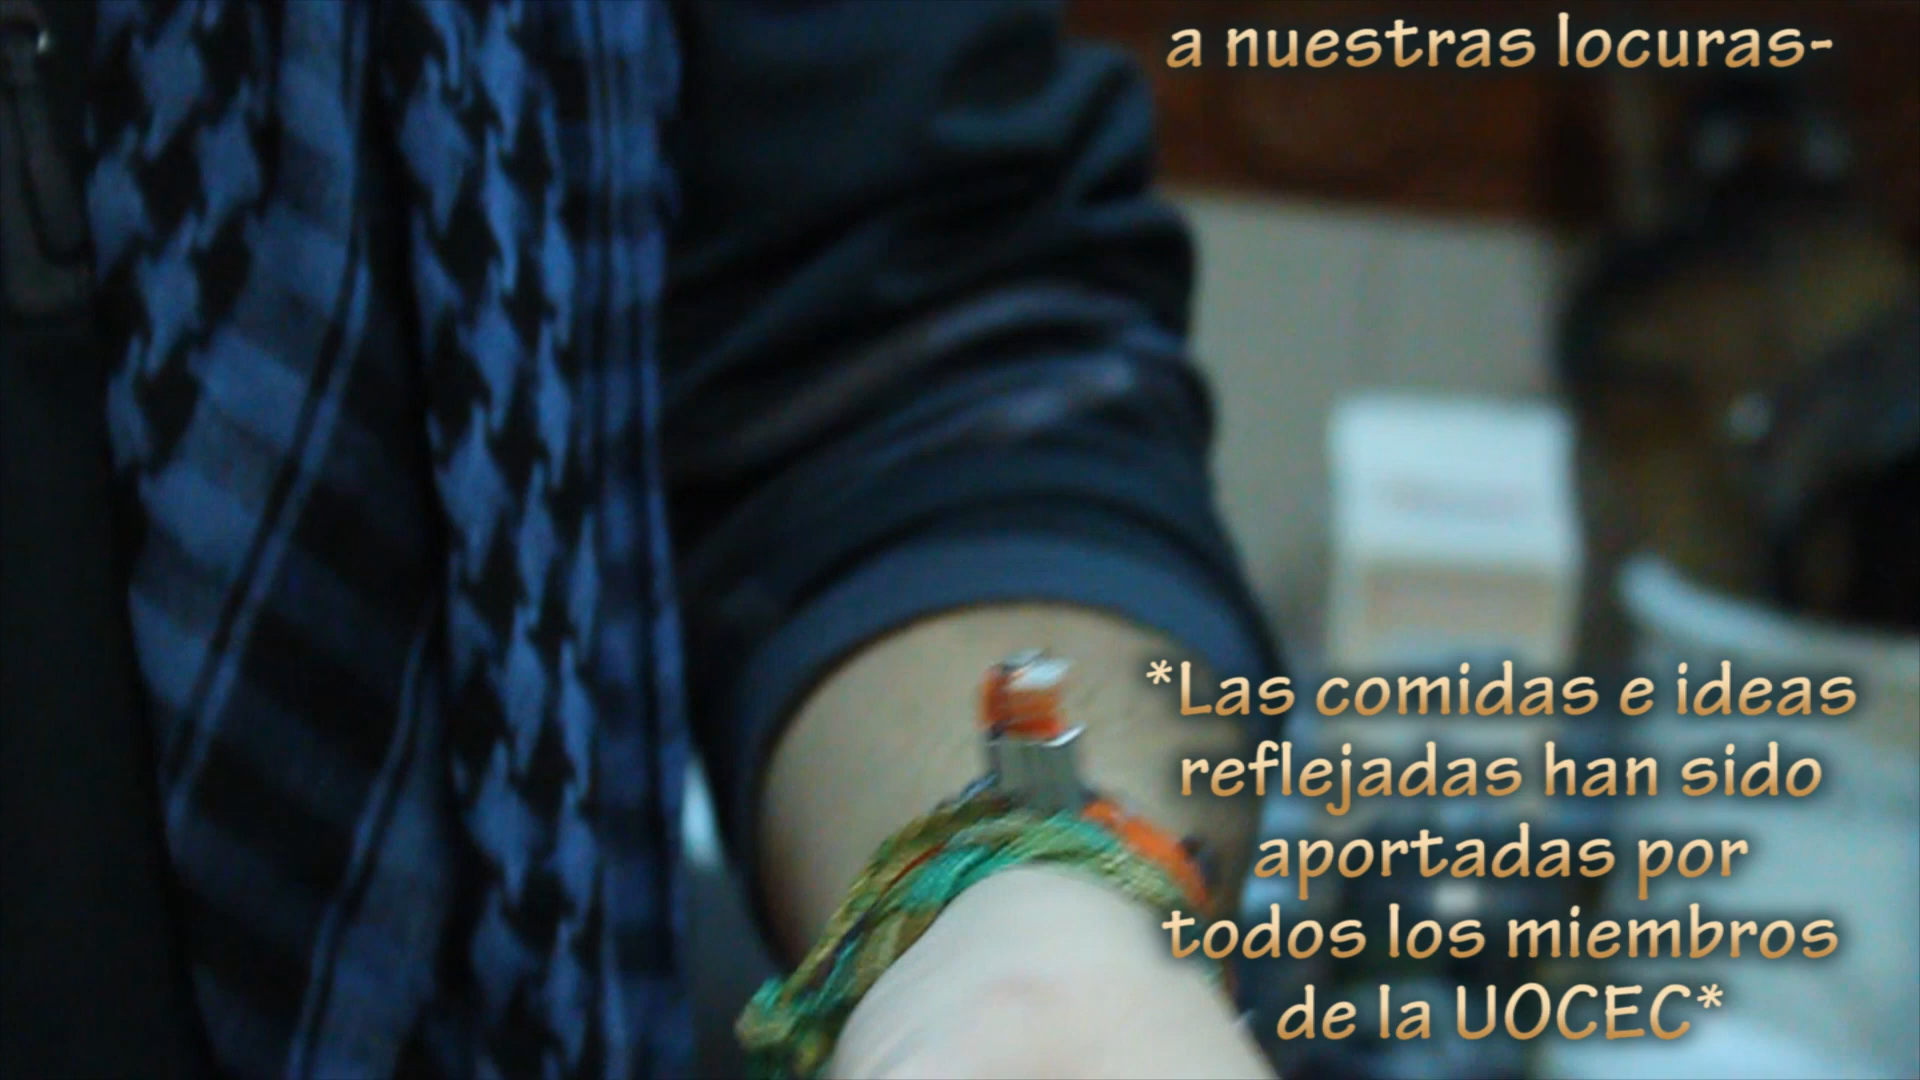 a nuestras locuras-
*Las comidas e ideas
reflejadas han sido
aportadas por
todos los miembros
de la UOCEC*